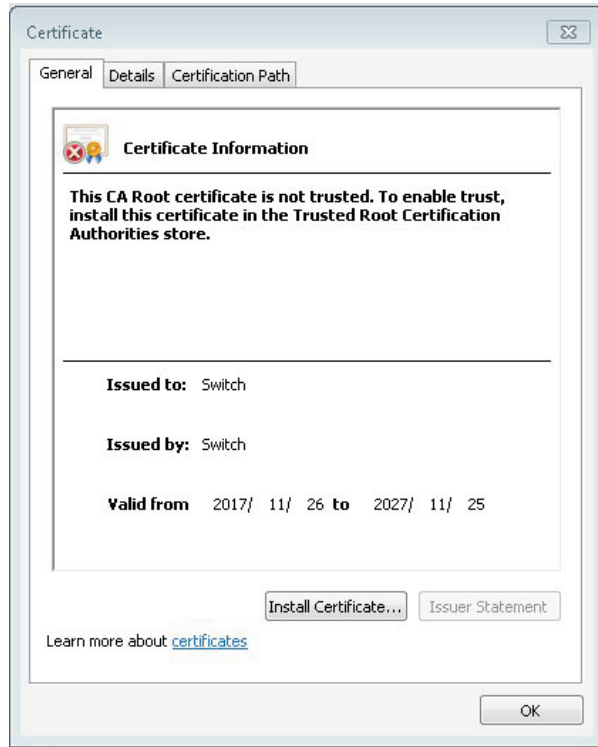 Certificate
General Details Certification Path
Certificate Information
This CA Root certificate is not trusted. To enable trust,
install this certificate in the Trusted Root Certification
Authorities store.
Issued to: Switch
Issued by: Switch
Valid from 2017/ 11/ 26 to 2027/ 11/ 25
Install Certificate... Issuer Statement
Learn more about certificates
OK